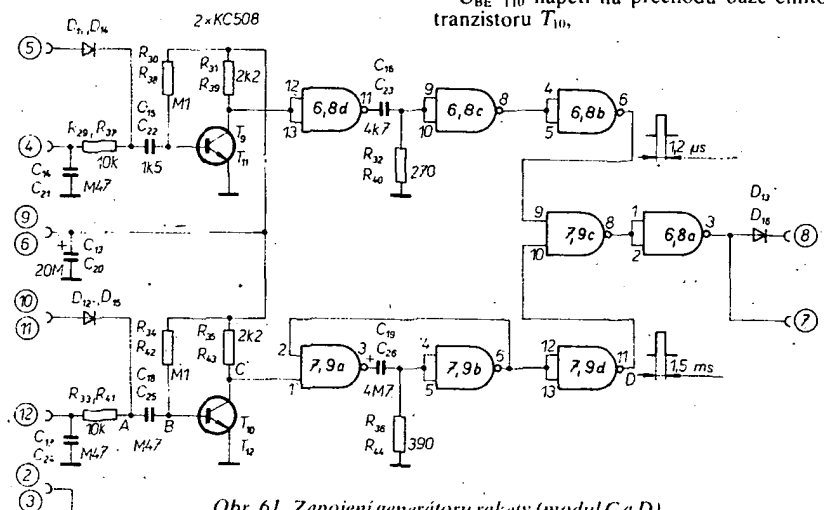 U_BE T10 napětí na přechodu báze-emitor
tranzistoru T10,
2×KC508
5
D11, D14
R30
R38
M1
R31
R39
2k2
12
13
6,8d
11
C16
C23
4k7
9
10
6,8c
8
4
5
6,8b
6
1,2 µs
C15
C22
1k5
T9
T11
4
R29, R37
10k
C14
C21
M47
R32
R40
270
9
6
+
C13
C20
20M
9
10
7,9c
8
1
2
6,8a
3
D13
D16
8
7
10
11
D12, D15
R34
R42
M1
R35
R43
2k2
C
2
1
7,9a
3
+
C19
C26
4M7
4
5
7,9b
6
12
13
7,9d
11
D
1,5 ms
C18
C25
M47
T10
T12
12
R33, R41
10k
A
B
C17
C24
M47
R36
R44
390
2
3
Obr. 61. Zapojení generátoru rakety (modul C a D)